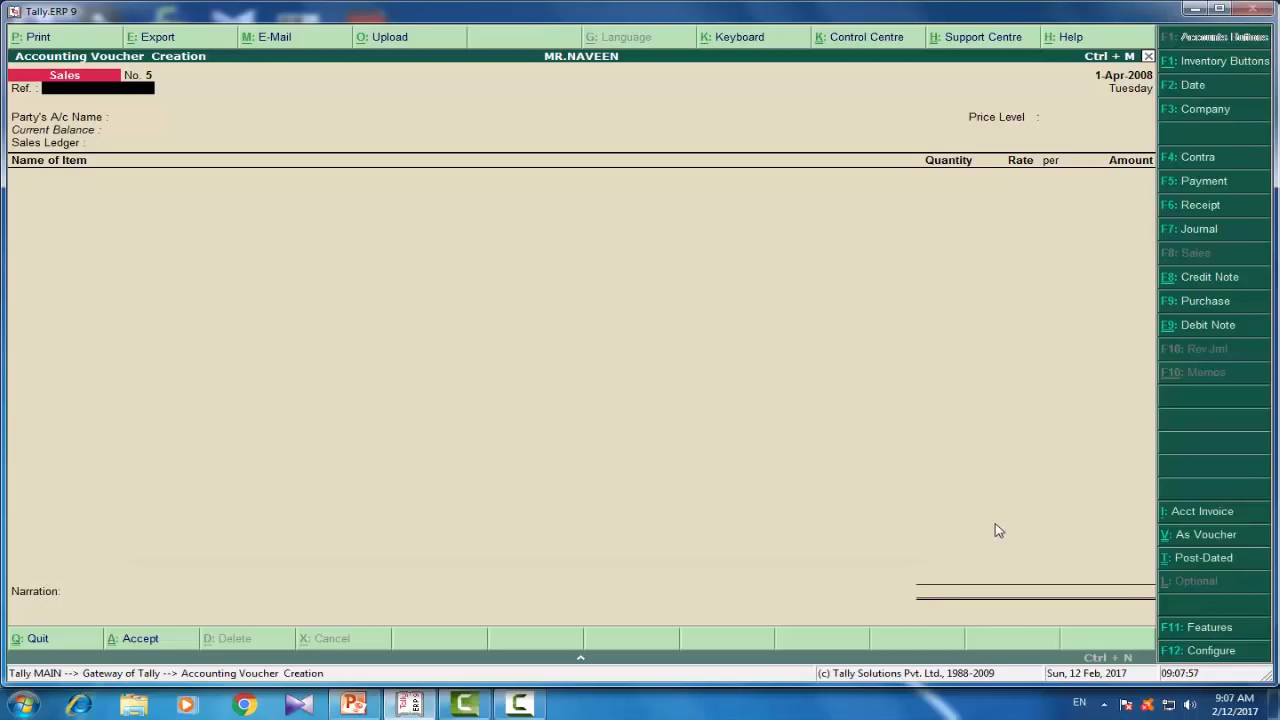 Tally.ERP 9
P: Print
E: Export
M: E-Mail
O: Upload
G: Language
K: Keyboard
K: Control Centre
H: Support Centre
H: Help
Accounting Voucher Creation
MR.NAVEEN
Ctrl + M
Sales
No. 5
1-Apr-2008
Ref. :
Tuesday
Party's A/c Name :
Price Level :
Current Balance :
Sales Ledger :
Name of Item
Quantity
Rate per
Amount
Narration:
F1: Inventory Buttons
F2: Date
F3: Company
F4: Contra
F5: Payment
F6: Receipt
F7: Journal
F8: Sales
F8: Credit Note
F9: Purchase
F9: Debit Note
F10: Rev Jrnl
F10: Memos
I: Acct Invoice
V: As Voucher
T: Post-Dated
L: Optional
F11: Features
F12: Configure
Q: Quit
A: Accept
D: Delete
X: Cancel
Ctrl + N
Tally MAIN --> Gateway of Tally --> Accounting Voucher Creation
(c) Tally Solutions Pvt. Ltd., 1988-2009
Sun, 12 Feb, 2017
09:07:57
EN
9:07 AM
2/12/2017